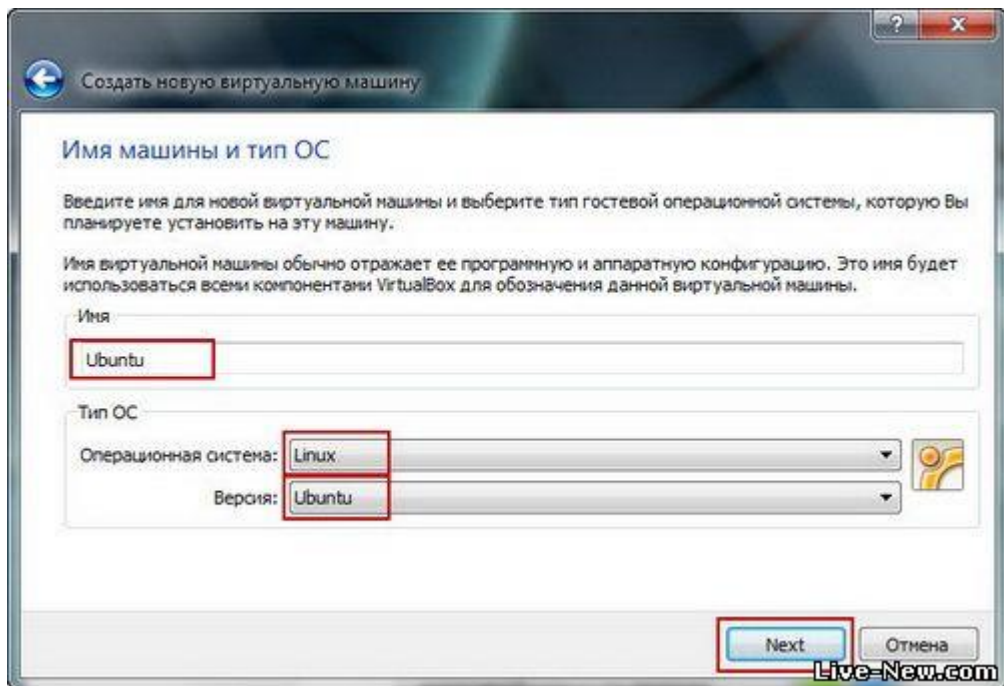 Создать новую виртуальную машину
Имя машины и тип ОС
Введите имя для новой виртуальной машины и выберите тип гостевой операционной системы, которую Вы
планируете установить на эту машину.
Имя виртуальной машины обычно отражает ее программную и аппаратную конфигурацию. Это имя будет
использоваться всеми компонентами VirtualBox для обозначения данной виртуальной машины.
Имя
Ubuntu
Тип ОС
Операционная система: Linux
Версия: Ubuntu
Next Отмена
Live-New.com